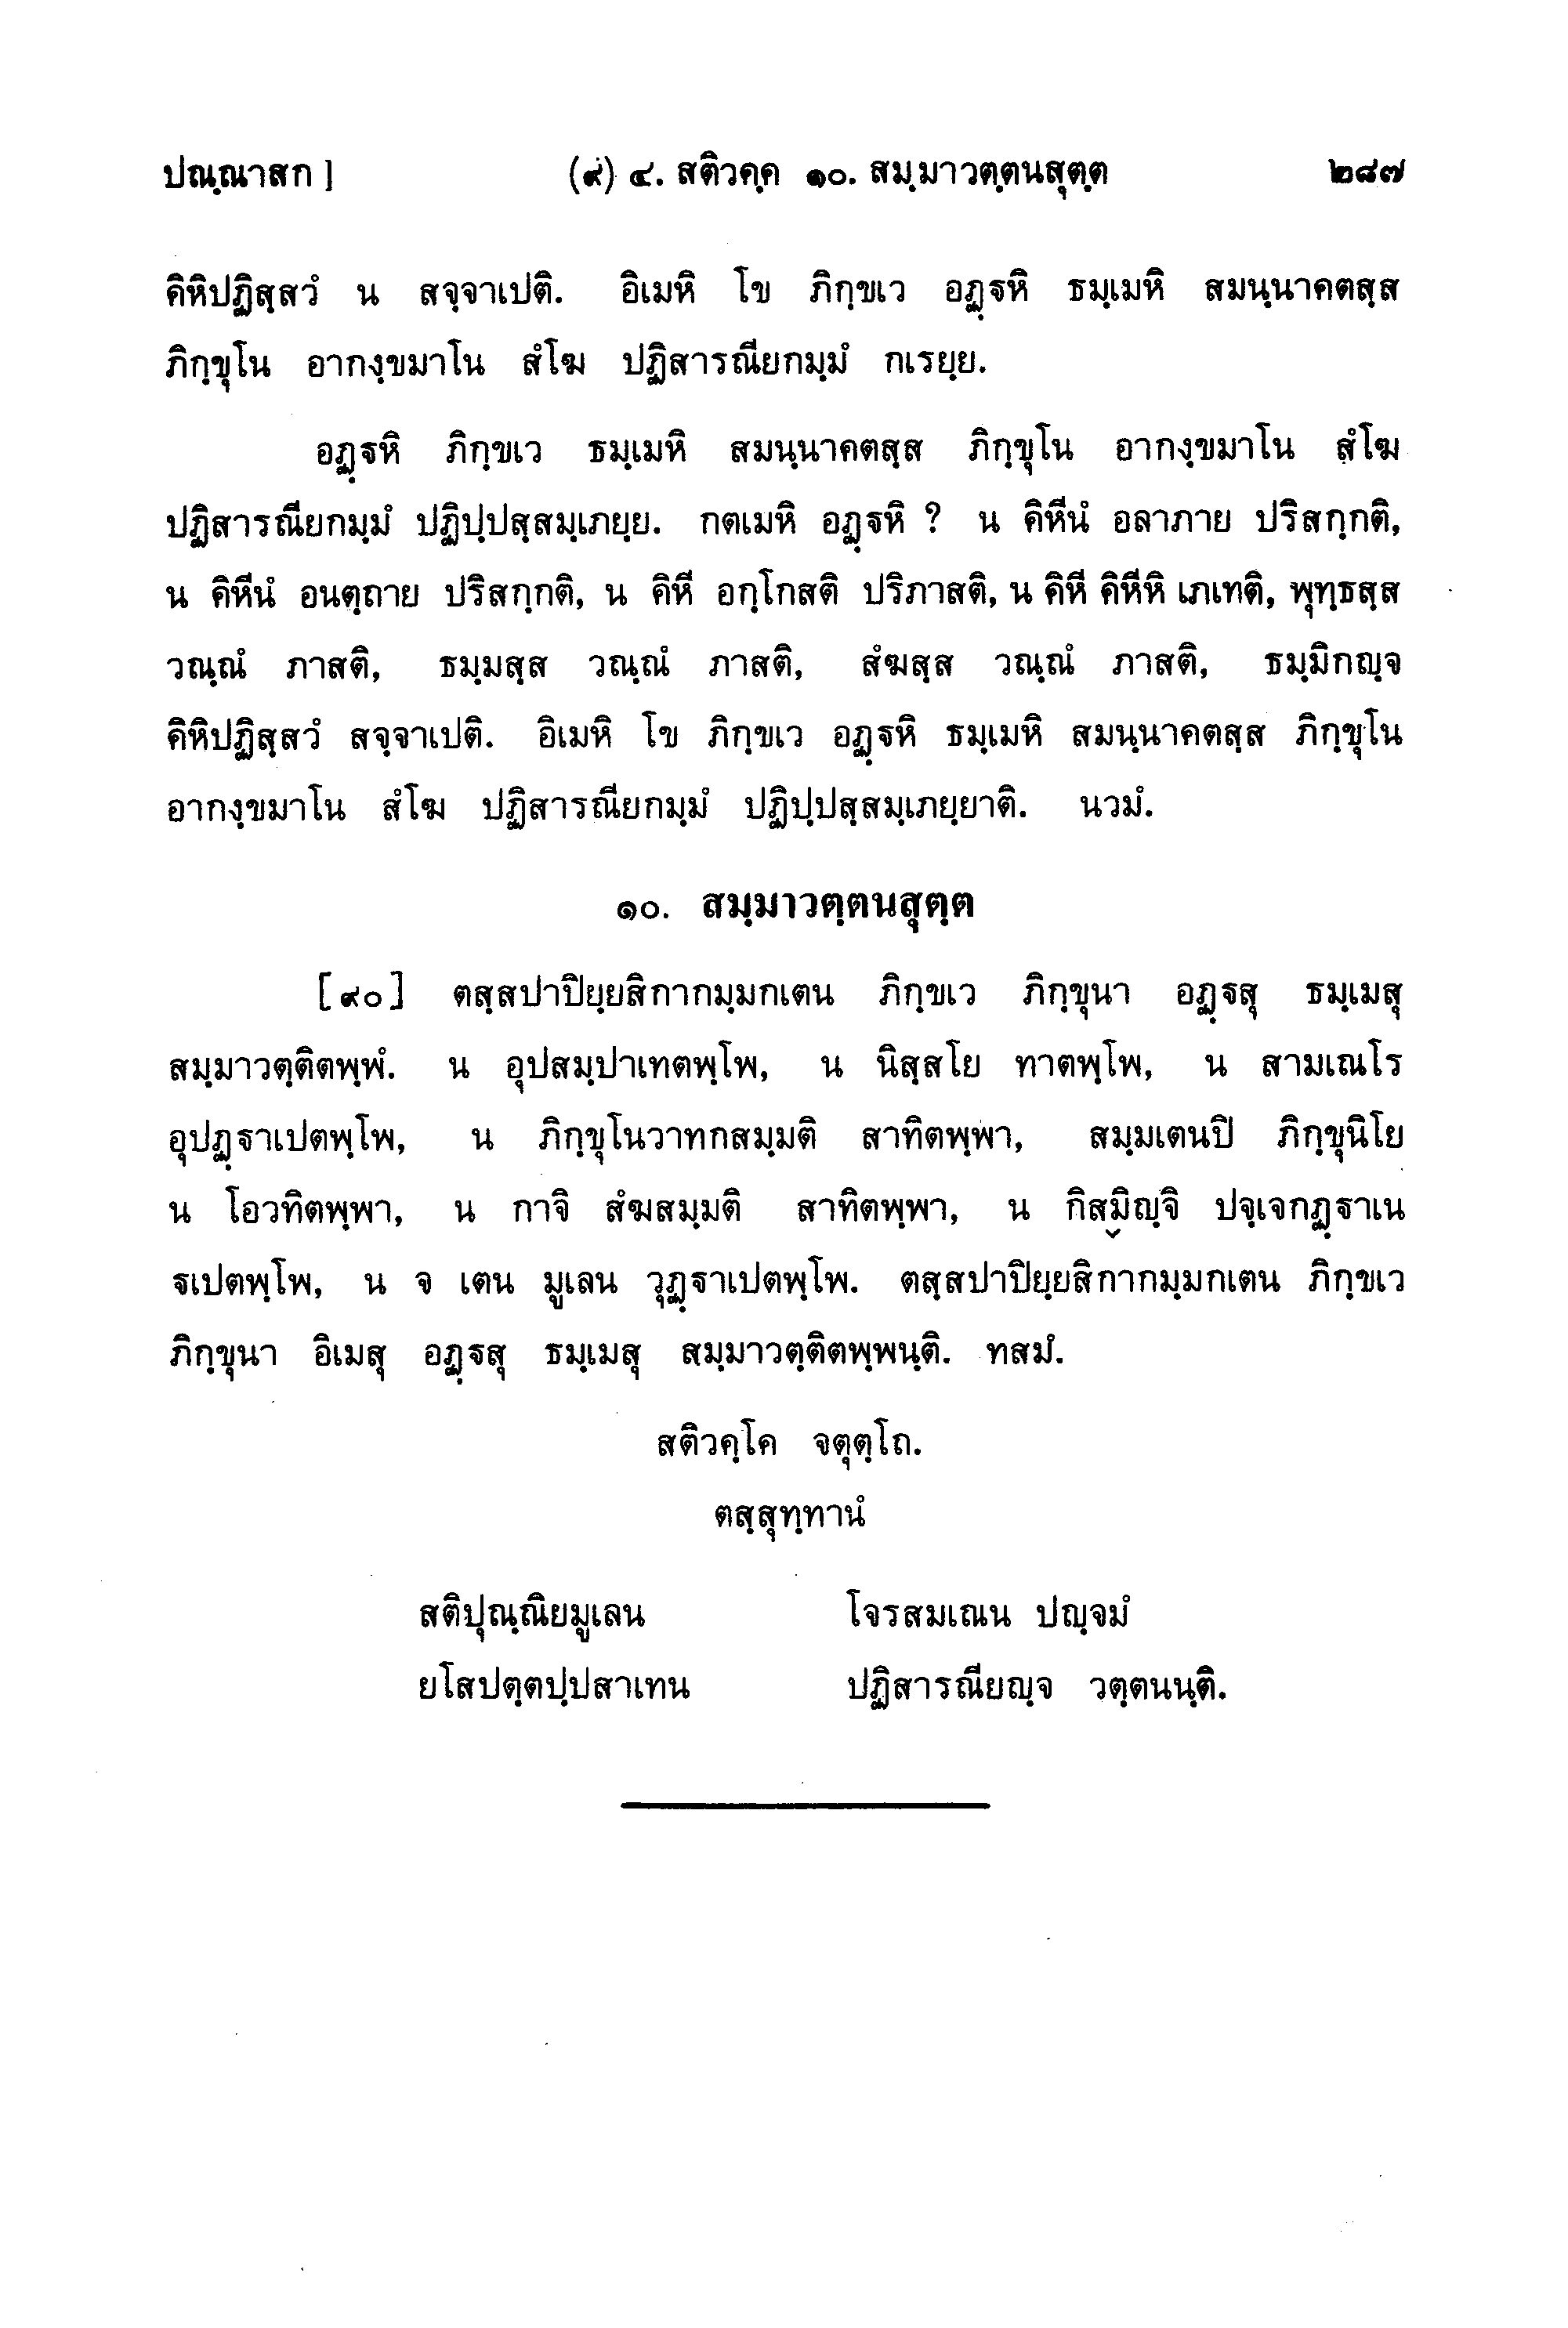 ปณฺณาสก ]	(๙) ๔. สติวคฺค ๑๐. สมฺมาวตฺตนสุตฺต	๒๘๗
คิหิปฏิสฺสวํ น สจฺจาเปติ. อิเมหิ โข ภิกฺขเว อฏฺฐหิ ธมฺเมหิ สมนฺนาคตสฺส
ภิกฺขุโน อากงฺขมาโน สํโฆ ปฏิสารณียกมฺมํ กเรยฺย.
อฏฺฐหิ ภิกฺขเว ธมฺเมหิ สมนฺนาคตสฺส ภิกฺขุโน อากงฺขมาโน สํโฆ
ปฏิสารณียกมฺมํ ปฏิปฺปสฺสมฺเภยฺย. กตเมหิ อฏฺฐหิ ? น คิหีนํ อลาภาย ปริสกฺกติ,
น คิหีนํ อนตฺถาย ปริสกฺกติ, น คิหี อกฺโกสติ ปริภาสติ, น คิหี คิหีหิ เภเทติ, พุทฺธสฺส
วณฺณํ ภาสติ, ธมฺมสฺส วณฺณํ ภาสติ, สํฆสฺส วณฺณํ ภาสติ, ธมฺมิกญฺจ
คิหิปฏิสฺสวํ สจฺจาเปติ. อิเมหิ โข ภิกฺขเว อฏฺฐหิ ธมฺเมหิ สมนฺนาคตสฺส ภิกฺขุโน
อากงฺขมาโน สํโฆ ปฏิสารณียกมฺมํ ปฏิปฺปสฺสมฺเภยฺยาติ. นวมํ.
๑๐. สมฺมาวตฺตนสุตฺต
[๙๐] ตสฺสปาปิยฺยสิกากมฺมกเตน ภิกฺขเว ภิกฺขุนา อฏฺฐสุ ธมฺเมสุ
สมฺมาวตฺติตพฺพํ. น อุปสมฺปาเทตพฺโพ, น นิสฺสโย ทาตพฺโพ, น สามเณโร
อุปฏฺฐาเปตพฺโพ, น ภิกฺขุโนวาทกสมฺมติ สาทิตพฺพา, สมฺมเตนปิ ภิกฺขุนิโย
น โอวทิตพฺพา, น กาจิ สํฆสมฺมติ สาทิตพฺพา, น กิสฺมิญฺจิ ปจฺเจกฏฺฐาเน
ฐเปตพฺโพ, น จ เตน มูเลน วุฏฺฐาเปตพฺโพ. ตสฺสปาปิยฺยสิกากมฺมกเตน ภิกฺขเว
ภิกฺขุนา อิเมสุ อฏฺฐสุ ธมฺเมสุ สมฺมาวตฺติตพฺพนฺติ. ทสมํ.
สติวคฺโค จตุตฺโถ.
ตสฺสุทฺทานํ
สติปุณฺณิยมูเลน	โจรสมเณน ปญฺจมํ
ยโสปตฺตปฺปสาเทน	ปฏิสารณียญฺจ วตฺตนนฺติ.